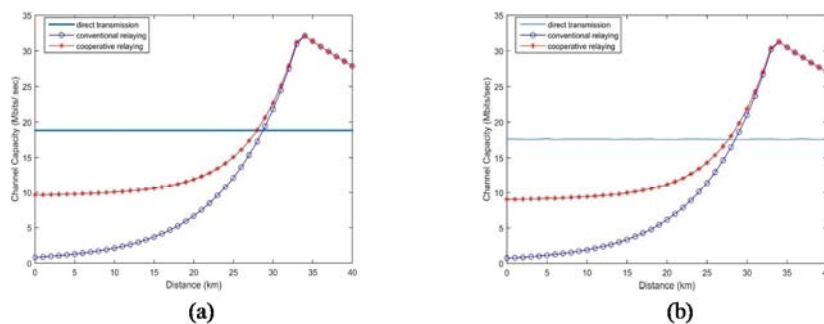 35
30
25
20
15
10
5
0
Channel Capacity (Mbits/ sec)
direct transmission
conventional relaying
cooperative relaying
0 5 10 15 20 25 30 35 40
Distance (km)
(a)
35
30
25
20
15
10
5
0
Channel Capacity (Mbits/sec)
direct transmission
conventional relaying
cooperative relaying
0 5 10 15 20 25 30 35 40
Distance (km)
(b)